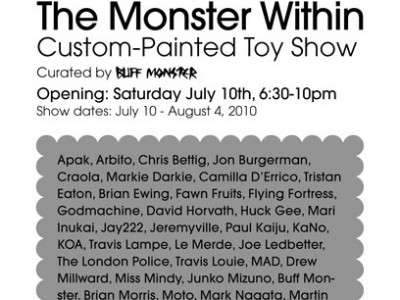 The Monster Within
Custom-Painted Toy Show
Curated by BUFF MONSTER
Opening: Saturday July 10th, 6:30-10pm
Show dates: July 10 - August 4, 2010
Apak, Arbito, Chris Bettig, Jon Burgerman,
Craola, Markie Darkie, Camilla D'Errico, Tristan
Eaton, Brian Ewing, Fawn Fruits, Flying Fortress,
Godmachine, David Horvath, Huck Gee, Mari
Inukai, Jay222, Jeremyville, Paul Kaiju, KaNo,
KOA, Travis Lampe, Le Merde, Joe Ledbetter,
The London Police, Travis Louie, MAD, Drew
Millward, Miss Mindy, Junko Mizuno, Buff Mon-
ster, Brian Morris, Moto, Mark Nagata, Martin